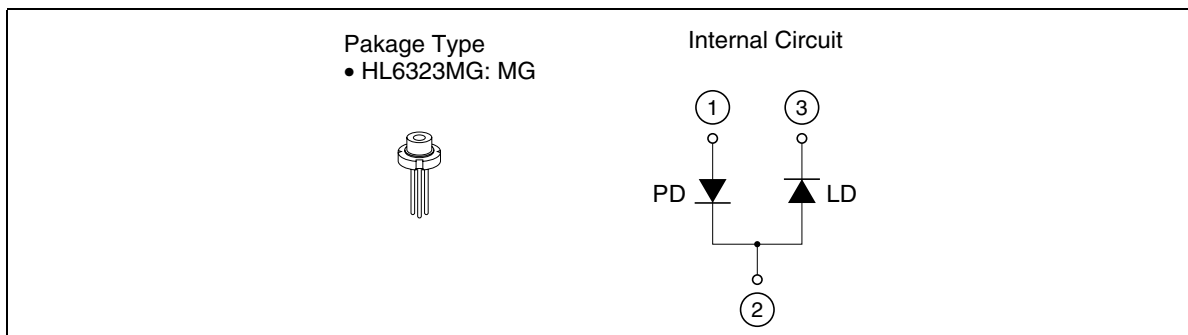 Pakage Type
• HL6323MG: MG
Internal Circuit
1 3
PD LD
2